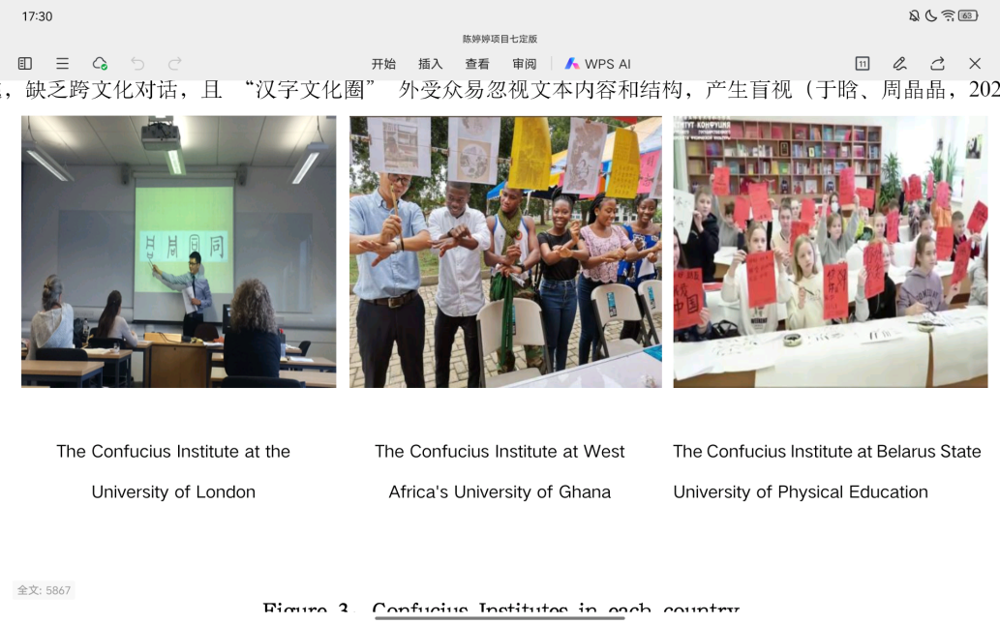 17:30
63
陈婷婷项目七定版
开始 插入 查看 审阅 WPS AI
11
，缺乏跨文化对话，且 “汉字文化圈” 外受众易忽视文本内容和结构，产生盲视（于晗、周晶晶，202
同
中国
The Confucius Institute at the
University of London
The Confucius Institute at West
Africa's University of Ghana
The Confucius Institute at Belarus State
University of Physical Education
全文: 5867
Figure 3. Confucius Institutes in each country